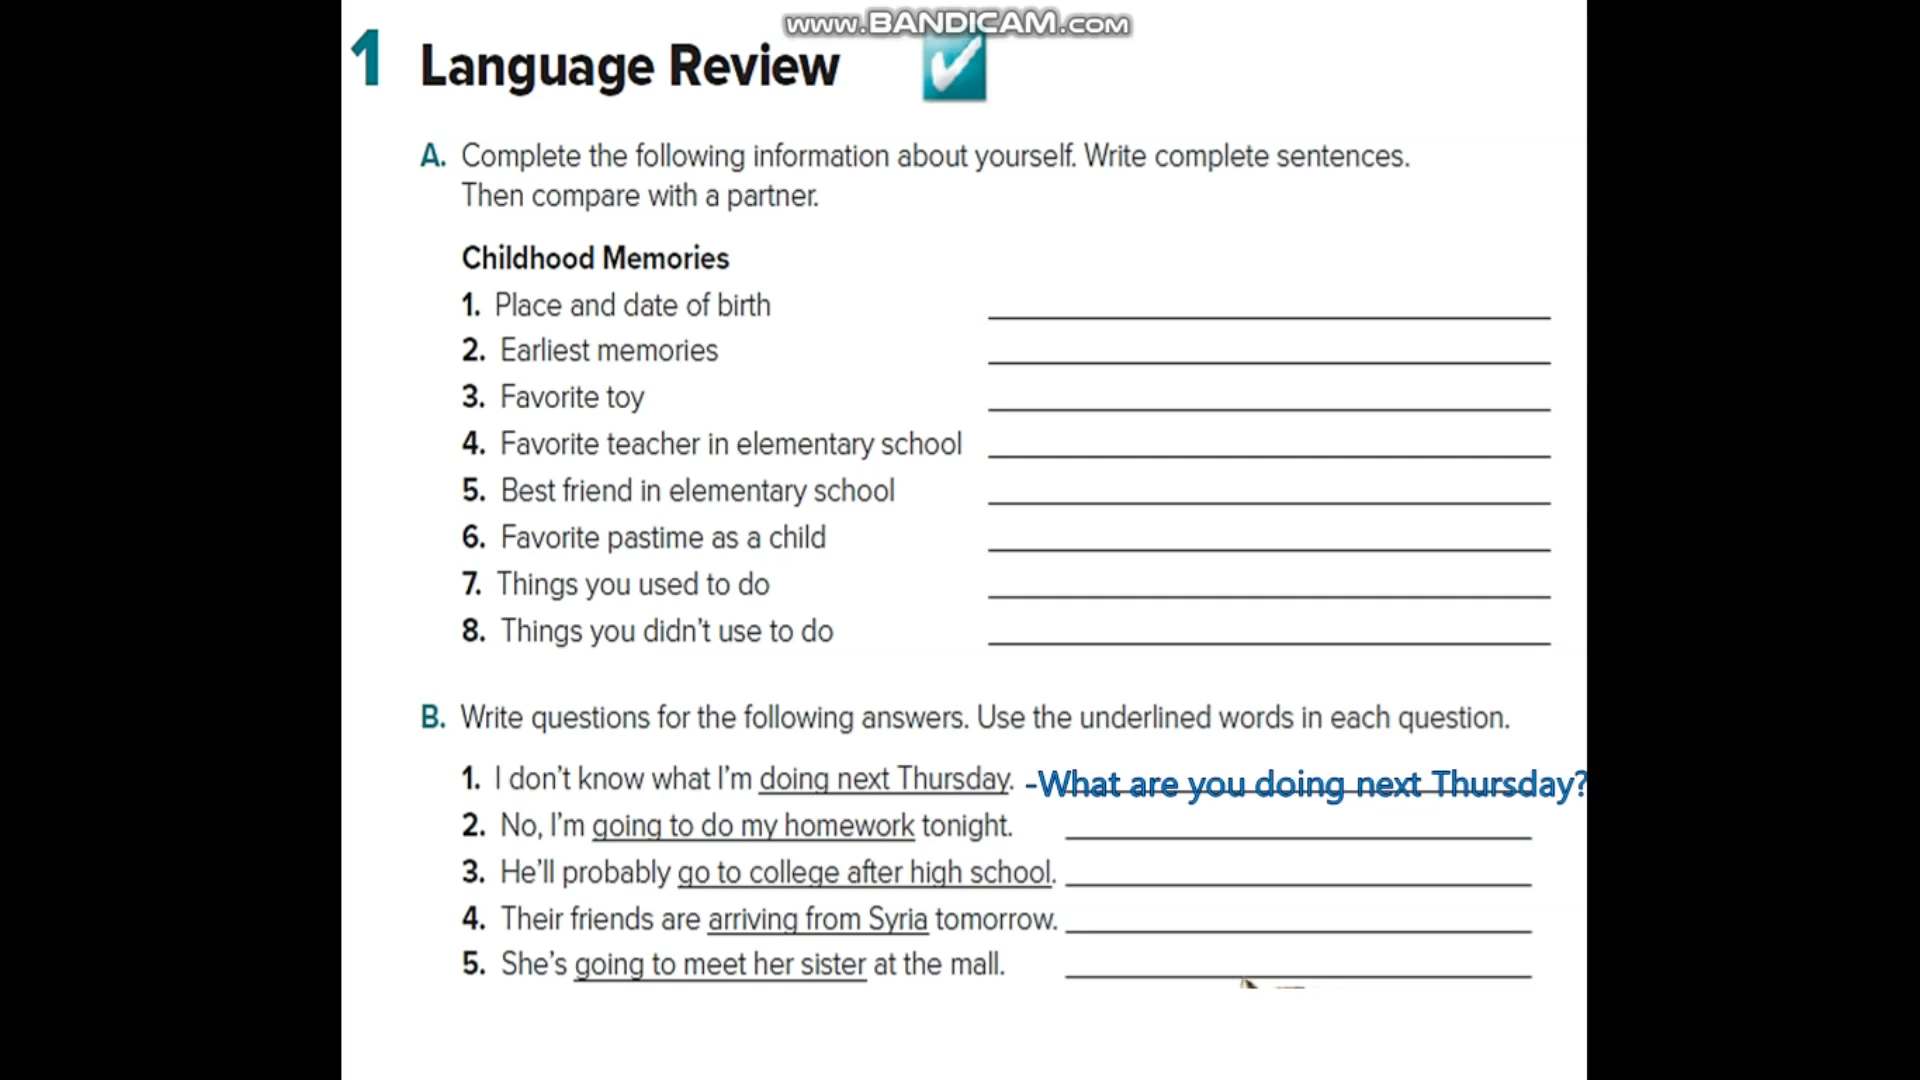 www.BANDICAM.com
1 Language Review
A. Complete the following information about yourself. Write complete sentences.
Then compare with a partner.
Childhood Memories
1. Place and date of birth
2. Earliest memories
3. Favorite toy
4. Favorite teacher in elementary school
5. Best friend in elementary school
6. Favorite pastime as a child
7. Things you used to do
8. Things you didn't use to do
B. Write questions for the following answers. Use the underlined words in each question.
1. I don't know what I'm doing next Thursday. -What are you doing next Thursday?
2. No, I'm going to do my homework tonight.
3. He'll probably go to college after high school.
4. Their friends are arriving from Syria tomorrow.
5. She's going to meet her sister at the mall.